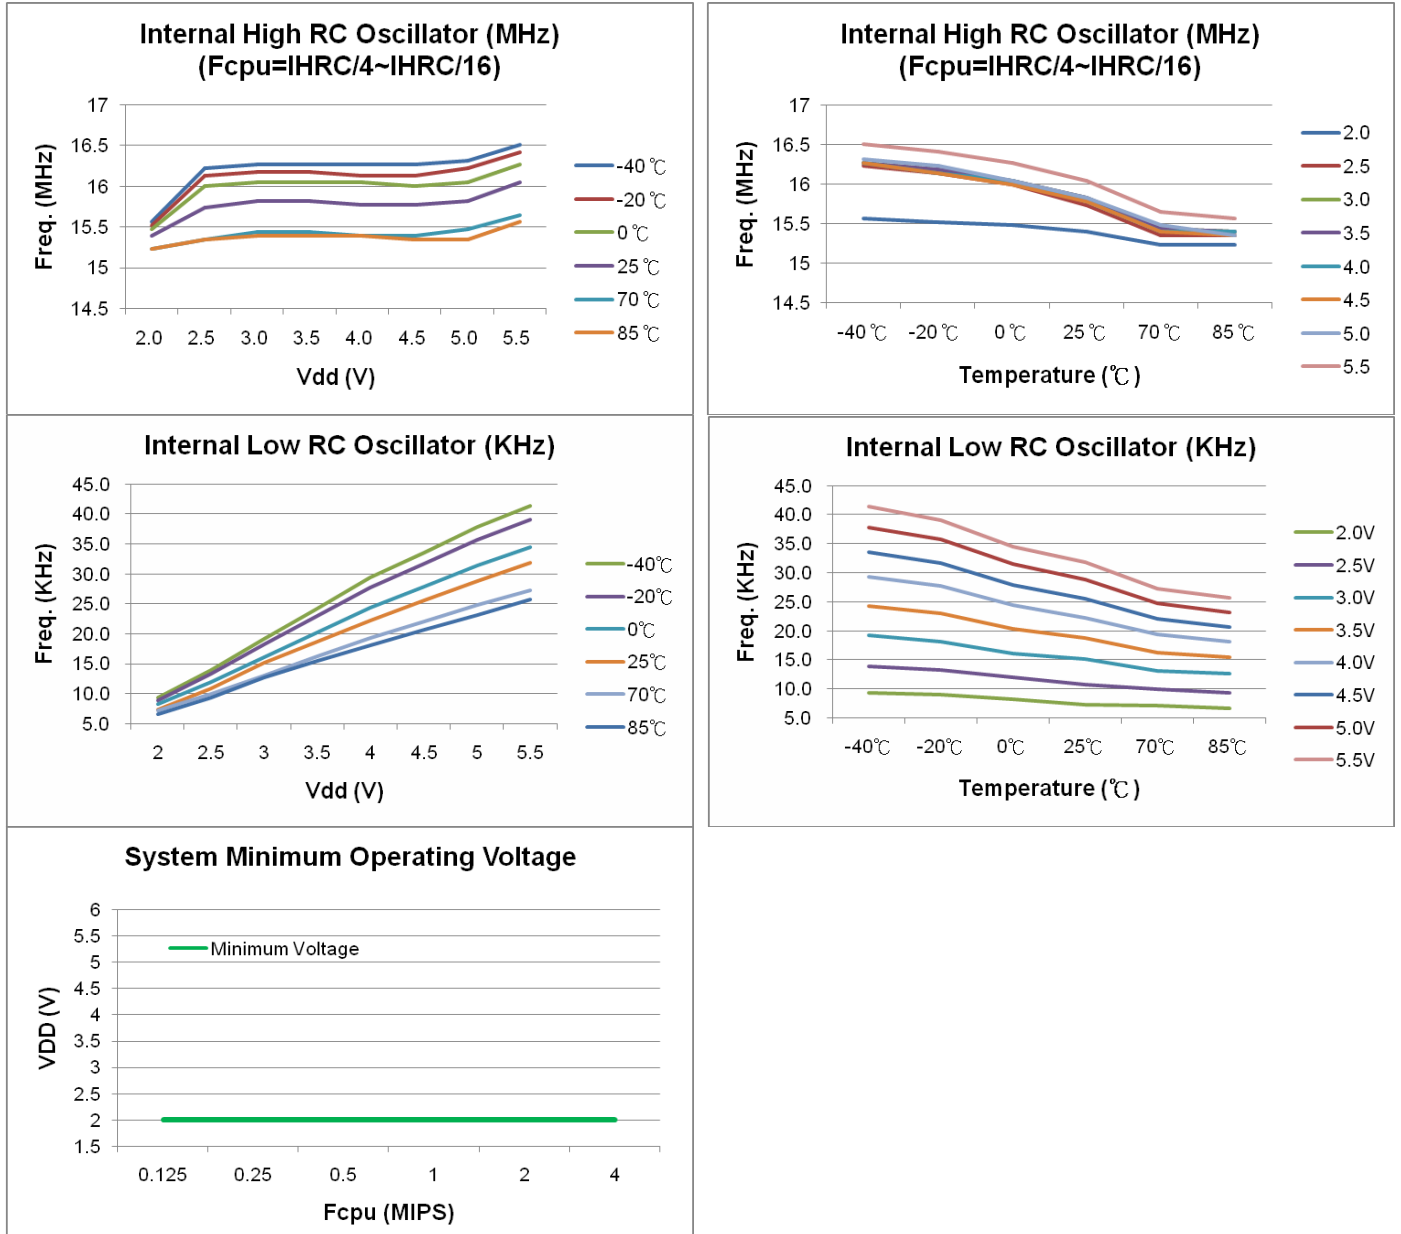 Internal High RC Oscillator (MHz)
(Fcpu=IHRC/4~IHRC/16)
Freq. (MHz)
17
16.5
16
15.5
15
14.5
2.0 2.5 3.0 3.5 4.0 4.5 5.0 5.5
Vdd (V)
-40℃
-20℃
0℃
25℃
70℃
85℃
Internal High RC Oscillator (MHz)
(Fcpu=IHRC/4~IHRC/16)
Freq. (MHz)
17
16.5
16
15.5
15
14.5
-40℃ -20℃ 0℃ 25℃ 70℃ 85℃
Temperature (℃)
2.0
2.5
3.0
3.5
4.0
4.5
5.0
5.5
Internal Low RC Oscillator (KHz)
Freq. (KHz)
45.0
40.0
35.0
30.0
25.0
20.0
15.0
10.0
5.0
2 2.5 3 3.5 4 4.5 5 5.5
Vdd (V)
-40℃
-20℃
0℃
25℃
70℃
85℃
Internal Low RC Oscillator (KHz)
Freq. (KHz)
45.0
40.0
35.0
30.0
25.0
20.0
15.0
10.0
5.0
-40℃ -20℃ 0℃ 25℃ 70℃ 85℃
Temperature (℃)
2.0V
2.5V
3.0V
3.5V
4.0V
4.5V
5.0V
5.5V
System Minimum Operating Voltage
VDD (V)
6
5.5
5
4.5
4
3.5
3
2.5
2
1.5
Minimum Voltage
0.125 0.25 0.5 1 2 4
Fcpu (MIPS)